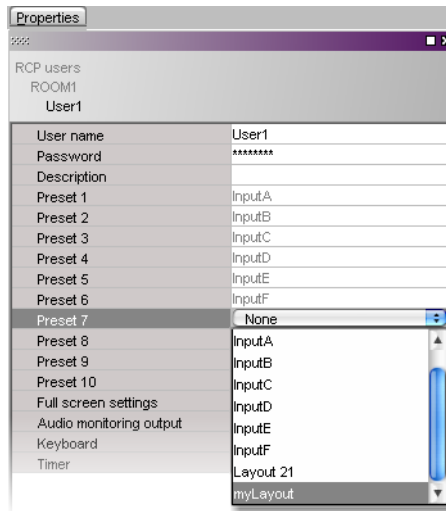 Properties
RCP users
ROOM1
User1
User name User1
Password ********
Description
Preset 1 InputA
Preset 2 InputB
Preset 3 InputC
Preset 4 InputD
Preset 5 InputE
Preset 6 InputF
Preset 7 None
Preset 8 InputA
Preset 9 InputB
Preset 10 InputC
Full screen settings InputD
Audio monitoring output InputE
Keyboard InputF
Timer Layout 21
myLayout